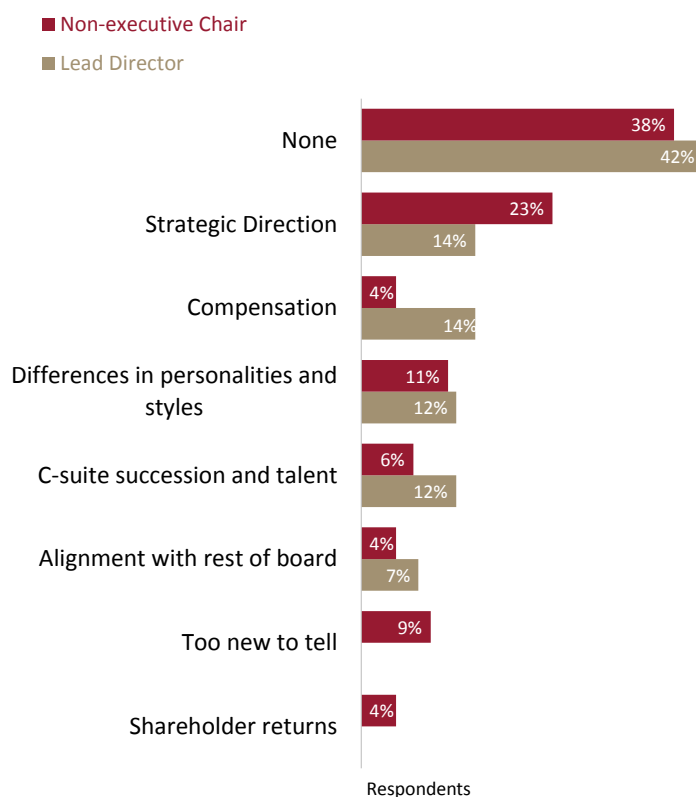 Non-executive Chair
Lead Director
None
38%
42%
Strategic Direction
23%
14%
Compensation
4%
14%
Differences in personalities and
styles
11%
12%
C-suite succession and talent
6%
12%
Alignment with rest of board
4%
7%
Too new to tell
9%
Shareholder returns
4%
Respondents